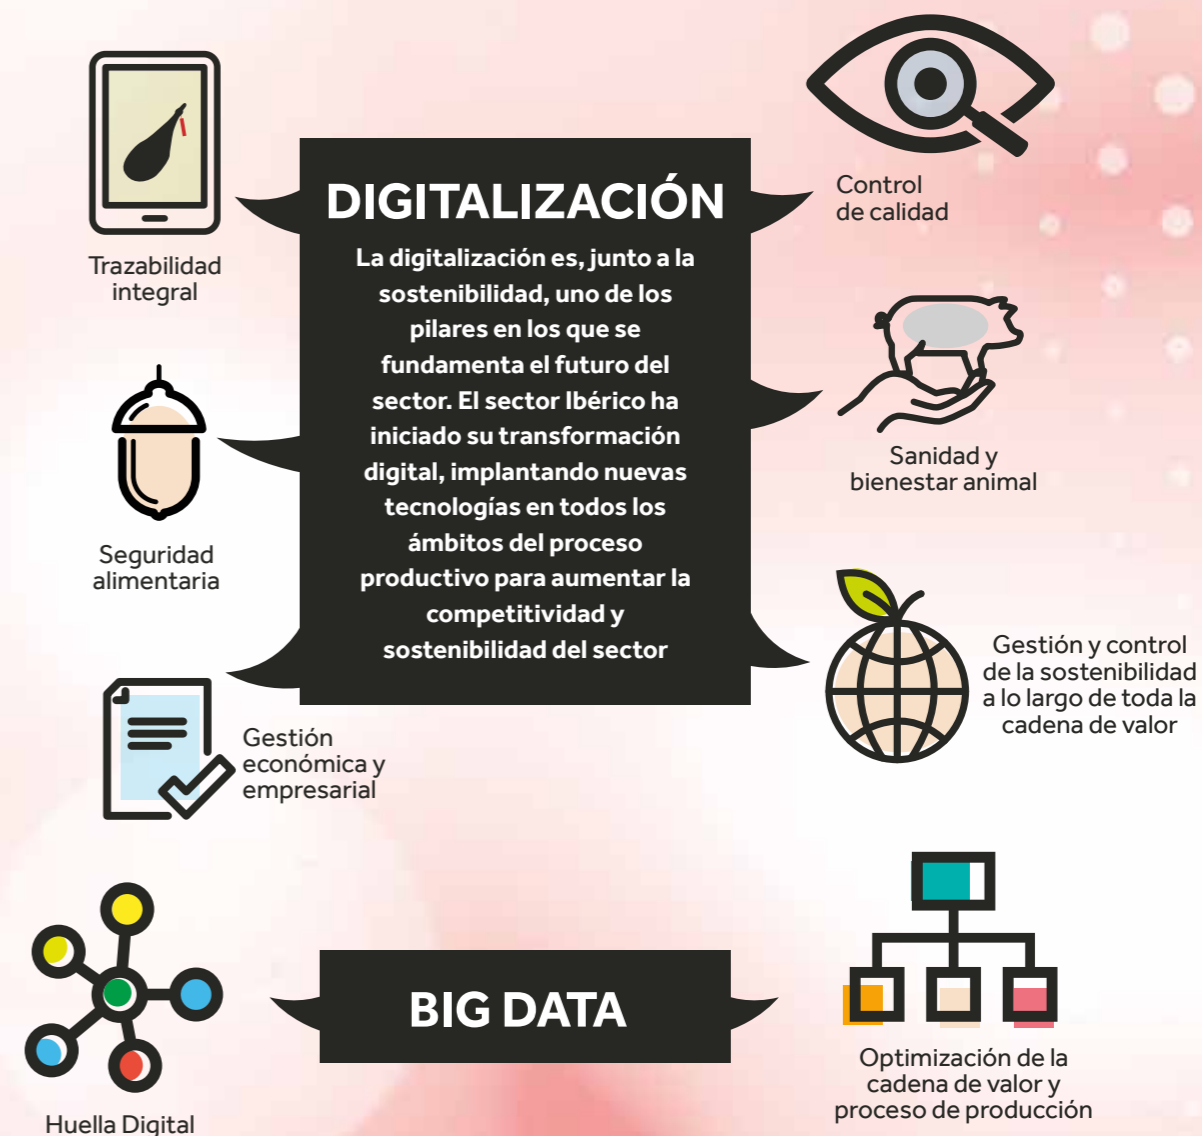 Trazabilidad
integral
Seguridad
alimentaria
Gestión
económica y
empresarial
DIGITALIZACIÓN
La digitalización es, junto a la
sostenibilidad, uno de los
pilares en los que se
fundamenta el futuro del
sector. El sector Ibérico ha
iniciado su transformación
digital, implantando nuevas
tecnologías en todos los
ámbitos del proceso
productivo para aumentar la
competitividad y
sostenibilidad del sector
Control
de calidad
Sanidad y
bienestar animal
Gestión y control
de la sostenibilidad
a lo largo de toda la
cadena de valor
Huella Digital
BIG DATA
Optimización de la
cadena de valor y
proceso de producción